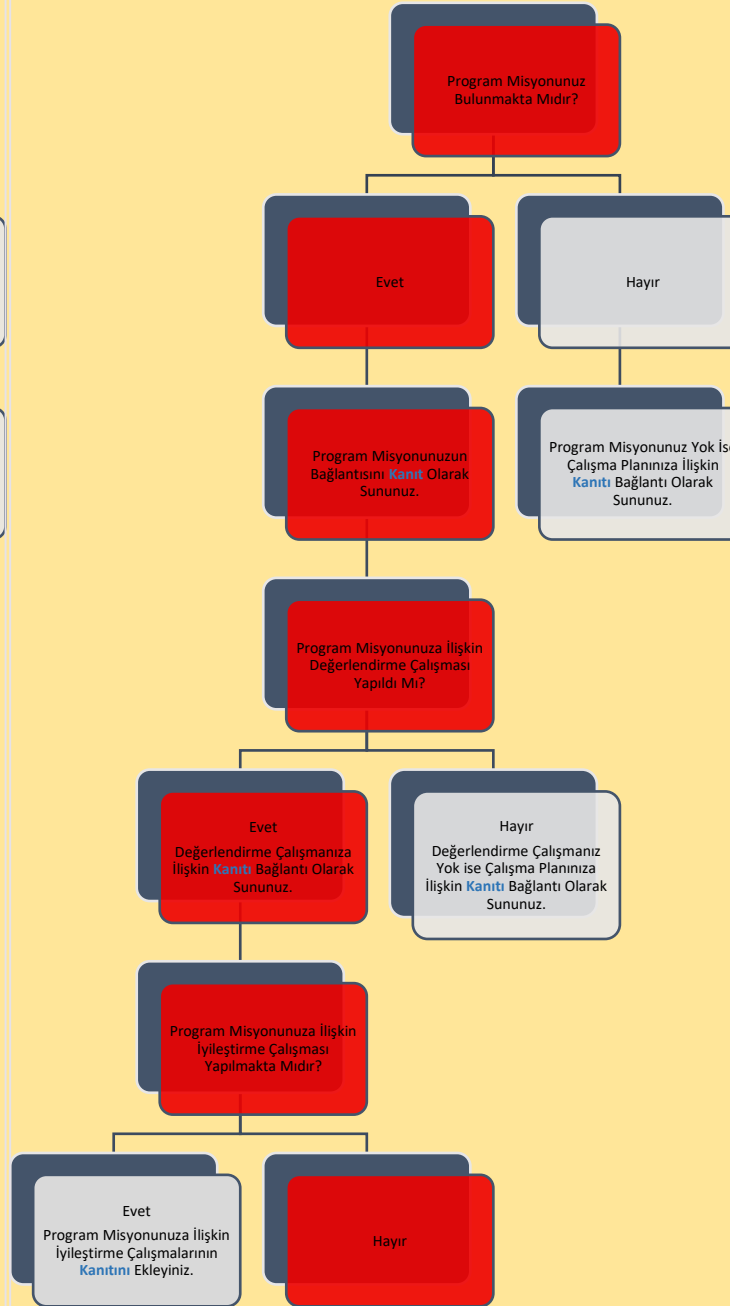 Program Misyonunuz
Bulunmakta Mıdır?
Evet
Hayır
Program Misyonunuzun
Bağlantısını Kanıt Olarak
Sununuz.
Program Misyonunuz Yok İse
Çalışma Planınıza İlişkin
Kanıtı Bağlantı Olarak
Sununuz.
Program Misyonunuza İlişkin
Değerlendirme Çalışması
Yapıldı Mı?
Evet
Değerlendirme Çalışmanıza
İlişkin Kanıtı Bağlantı Olarak
Sununuz.
Hayır
Değerlendirme Çalışmanız
Yok ise Çalışma Planınıza
İlişkin Kanıtı Bağlantı Olarak
Sununuz.
Program Misyonunuza İlişkin
İyileştirme Çalışması
Yapılmakta Mıdır?
Evet
Program Misyonunuza İlişkin
İyileştirme Çalışmalarının
Kanıtını Ekleyiniz.
Hayır